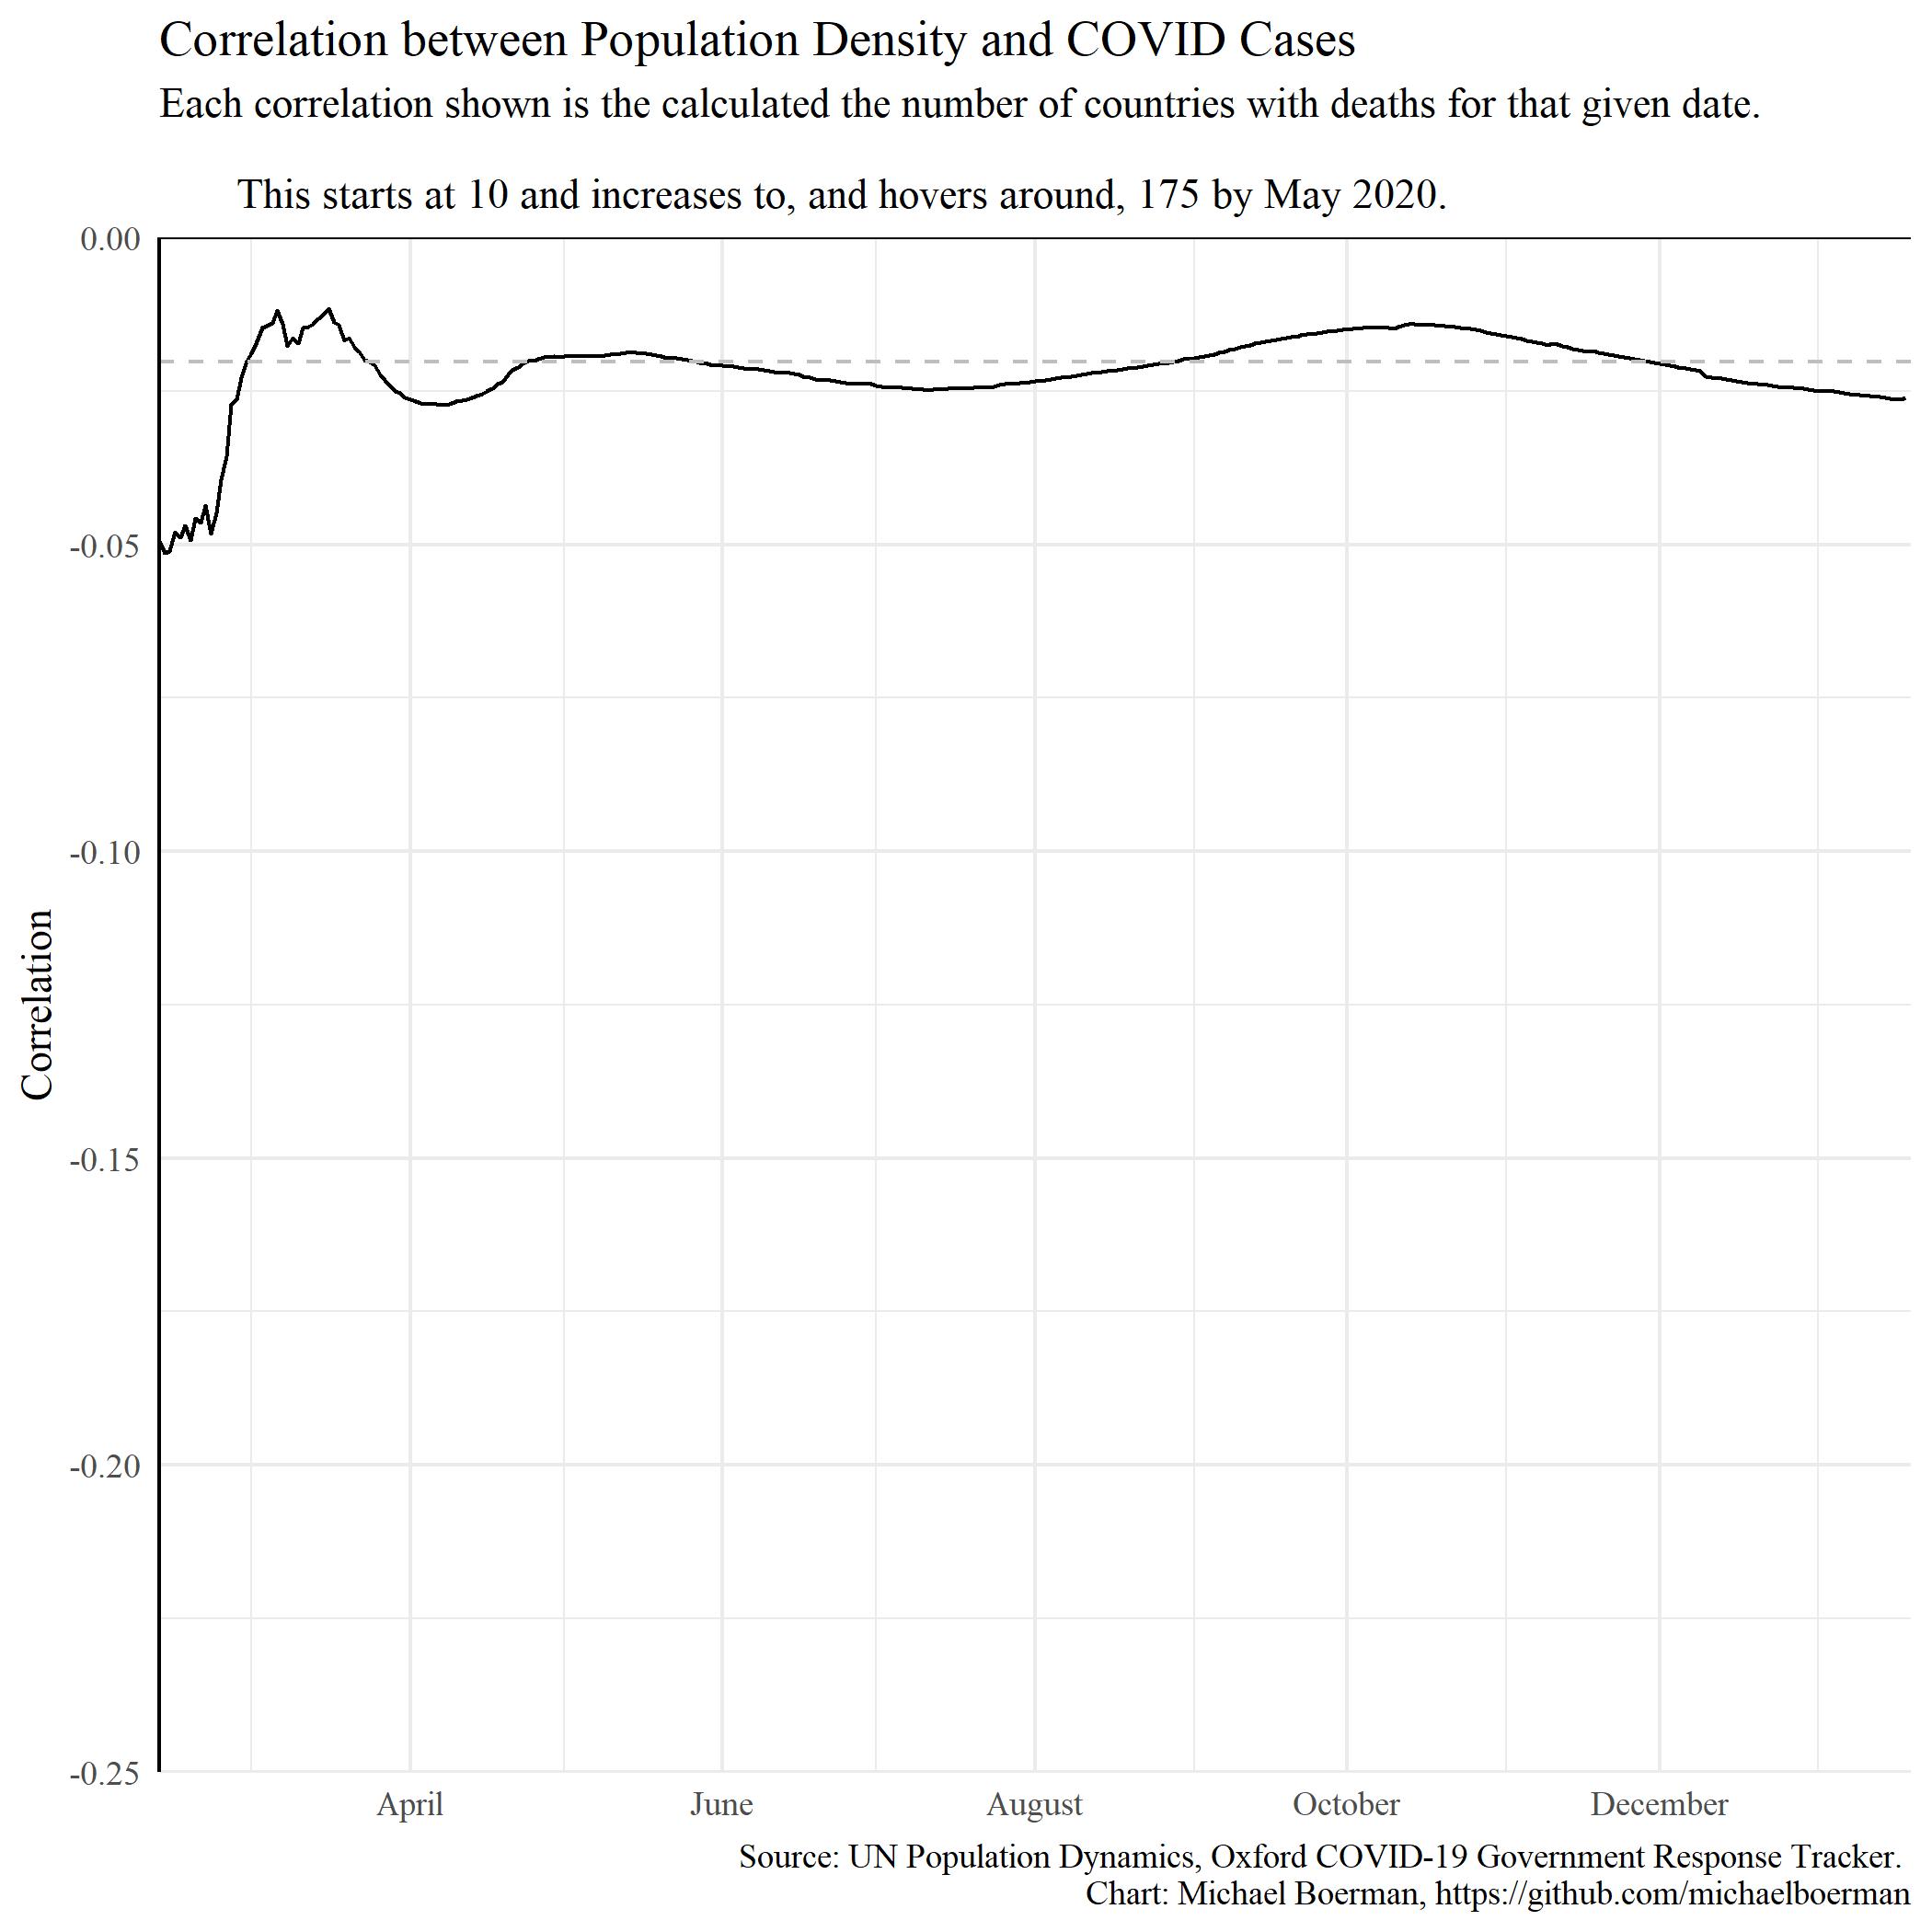 Correlation between Population Density and COVID Cases
Each correlation shown is the calculated the number of countries with deaths for that given date.
This starts at 10 and increases to, and hovers around, 175 by May 2020.
0.00
-0.05
-0.10
-0.15
-0.20
-0.25
Correlation
April June August October December
Source: UN Population Dynamics, Oxford COVID-19 Government Response Tracker.
Chart: Michael Boerman, https://github.com/michaelboerman